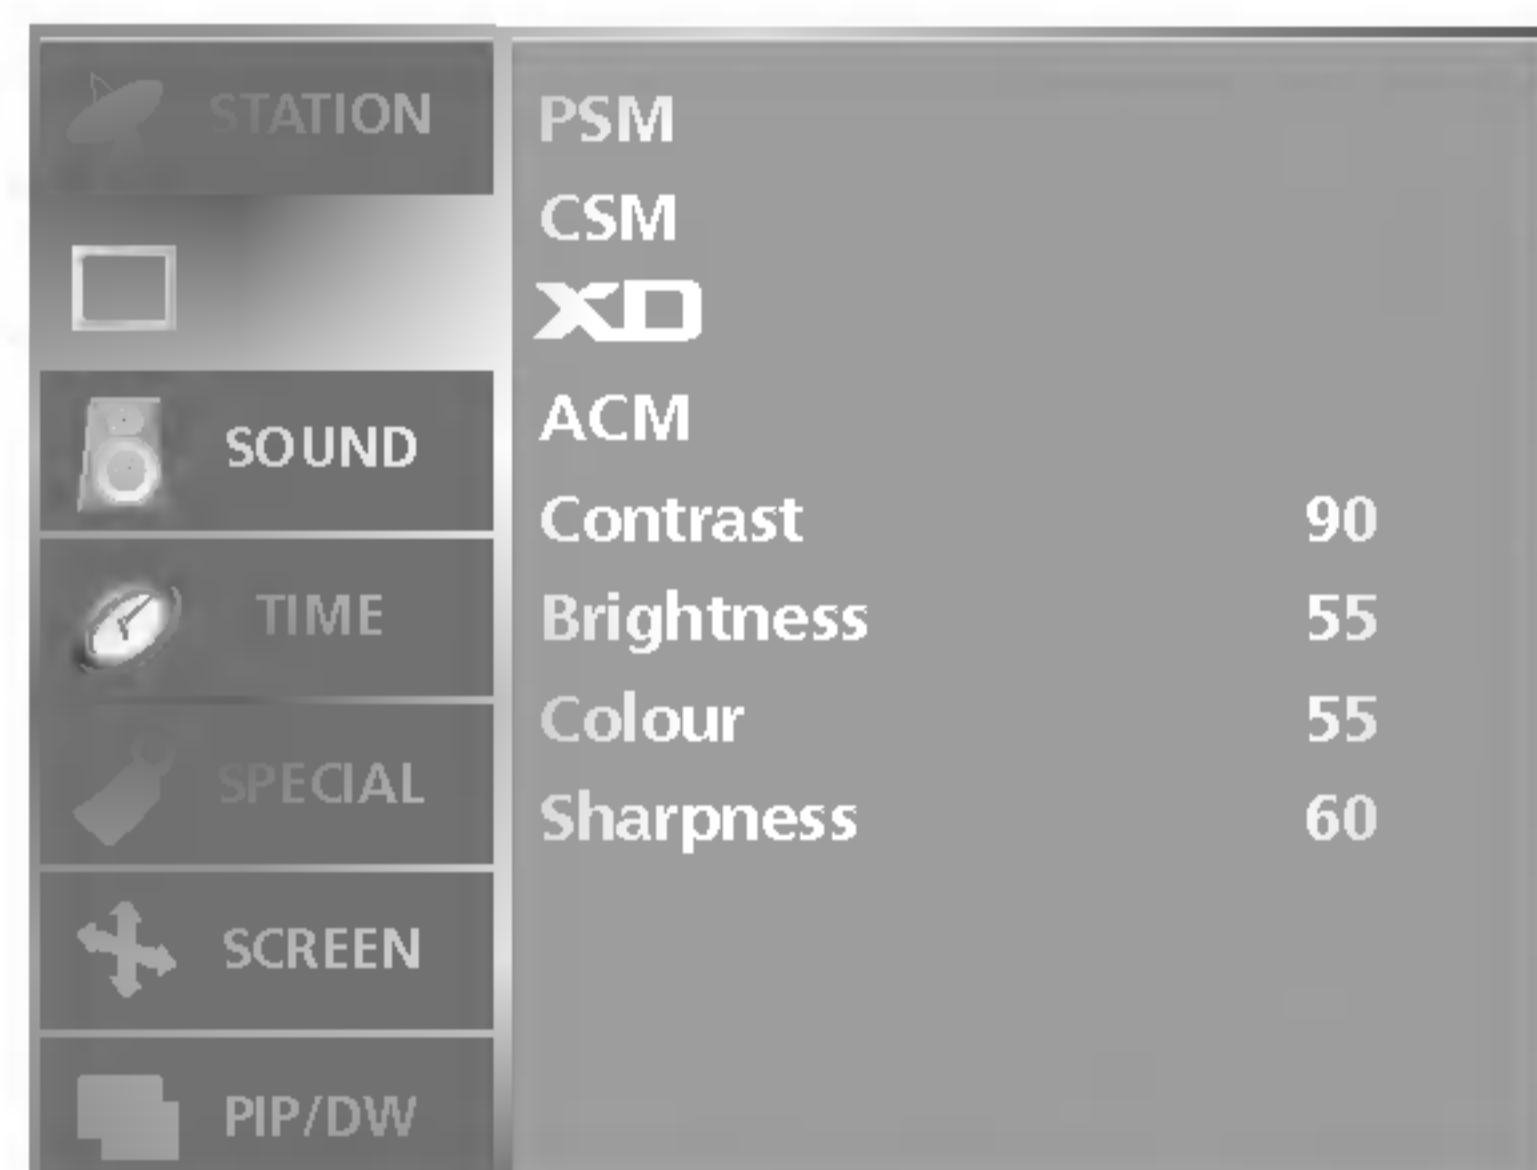 STATION
SOUND
TIME
SPECIAL
SCREEN
PIP/DW
PSM
CSM
XD
ACM
Contrast 90
Brightness 55
Colour 55
Sharpness 60